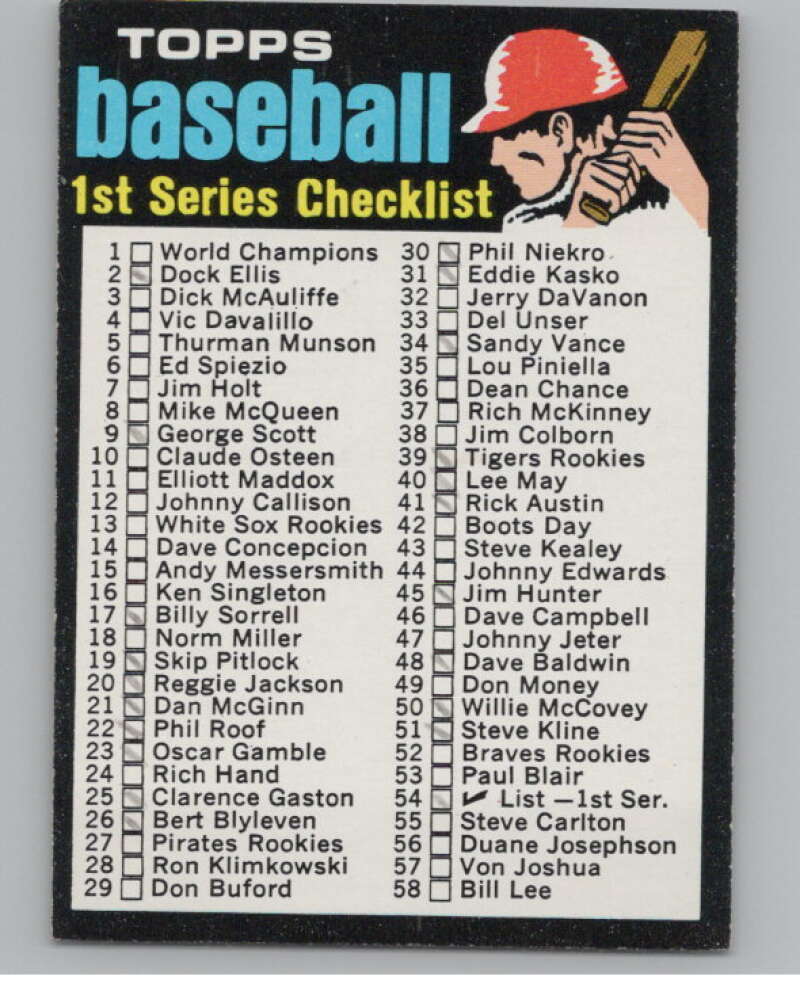 TOPPS
baseball
1st Series Checklist
1 World Champions
2 Dock Ellis
3 Dick McAuliffe
4 Vic Davalillo
5 Thurman Munson
6 Ed Spiezio
7 Jim Holt
8 Mike McQueen
9 George Scott
10 Claude Osteen
11 Elliott Maddox
12 Johnny Callison
13 White Sox Rookies
14 Dave Concepcion
15 Andy Messersmith
16 Ken Singleton
17 Billy Sorrell
18 Norm Miller
19 Skip Pitlock
20 Reggie Jackson
21 Dan McGinn
22 Phil Roof
23 Oscar Gamble
24 Rich Hand
25 Clarence Gaston
26 Bert Blyleven
27 Pirates Rookies
28 Ron Klimkowski
29 Don Buford
30 Phil Niekro
31 Eddie Kasko
32 Jerry DaVanon
33 Del Unser
34 Sandy Vance
35 Lou Piniella
36 Dean Chance
37 Rich McKinney
38 Jim Colborn
39 Tigers Rookies
40 Lee May
41 Rick Austin
42 Boots Day
43 Steve Kealey
44 Johnny Edwards
45 Jim Hunter
46 Dave Campbell
47 Johnny Jeter
48 Dave Baldwin
49 Don Money
50 Willie McCovey
51 Steve Kline
52 Braves Rookies
53 Paul Blair
54 ✓ List —1st Ser.
55 Steve Carlton
56 Duane Josephson
57 Von Joshua
58 Bill Lee